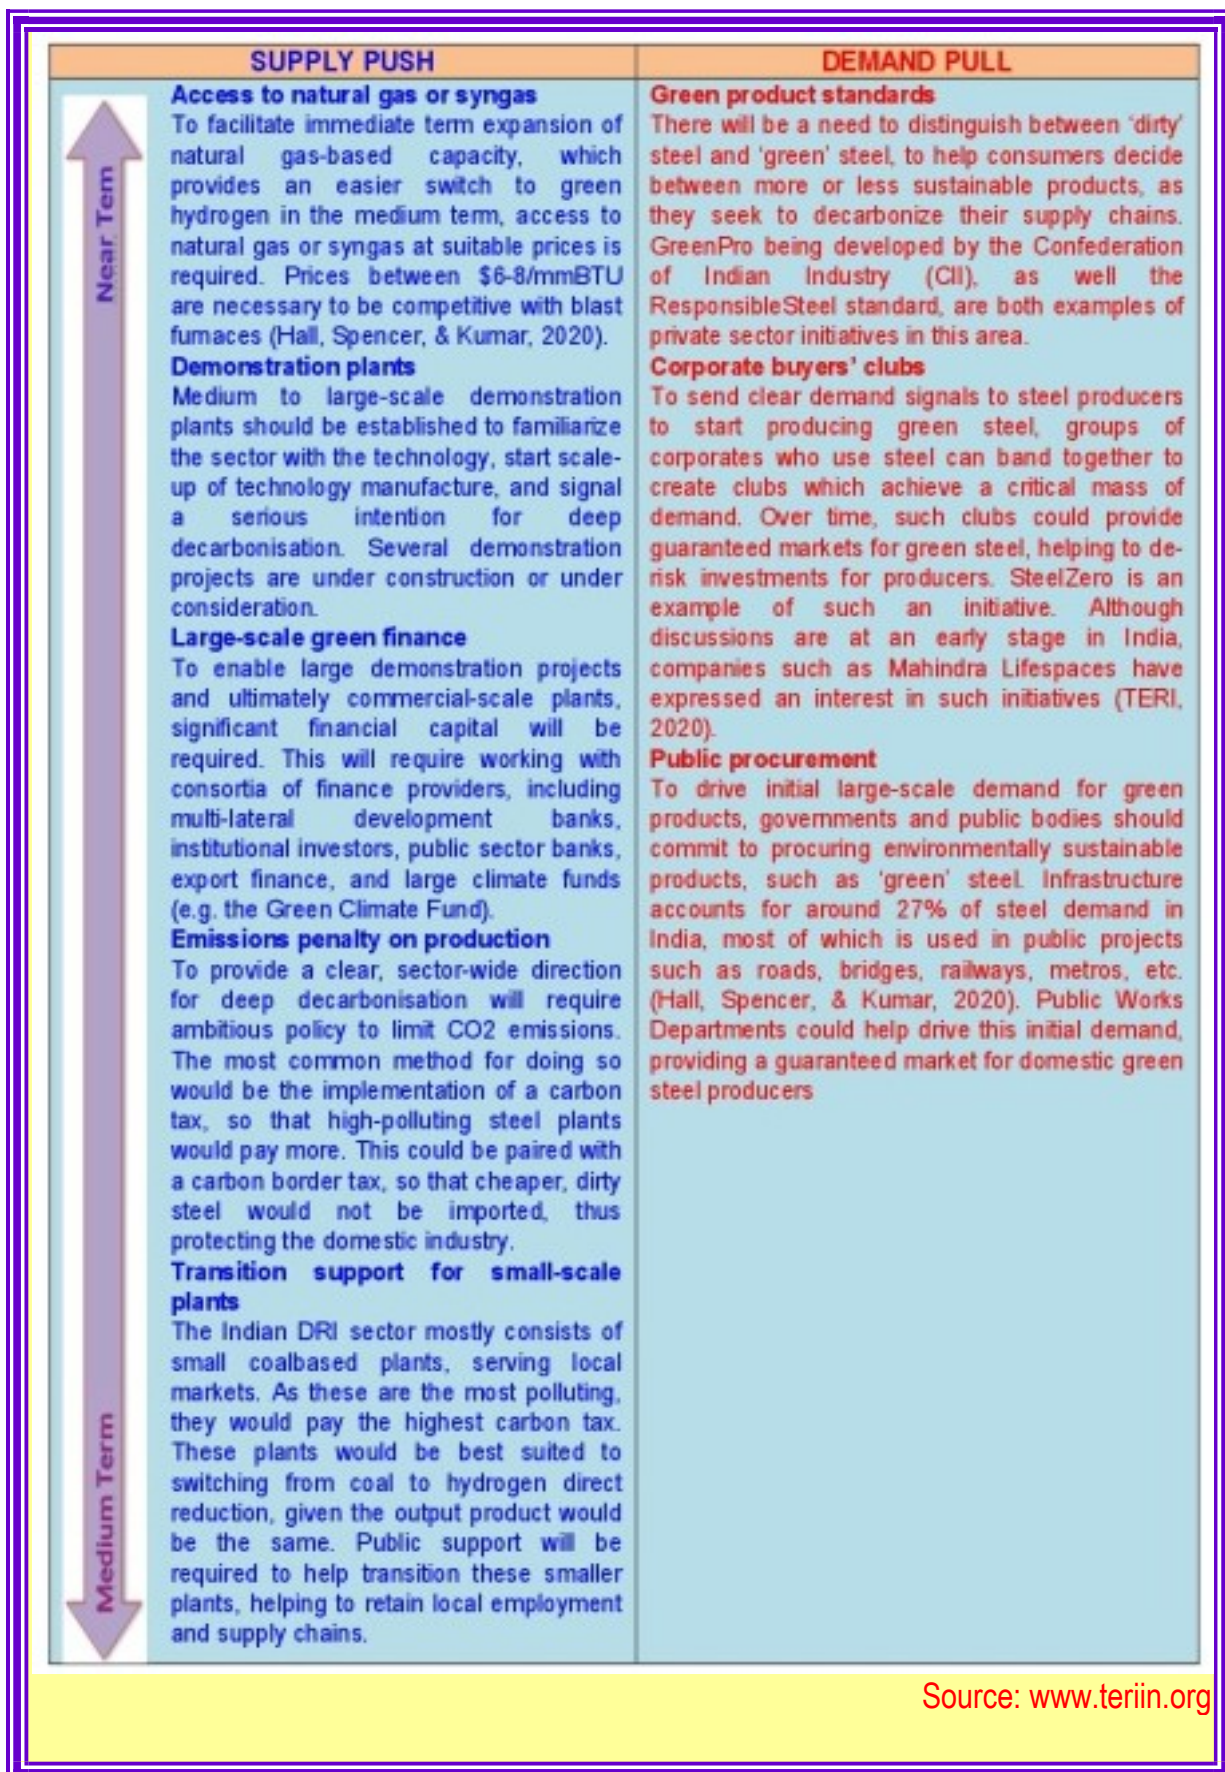 SUPPLY PUSH
DEMAND PULL
Near Tem
Medium Term
Access to natural gas or syngas
To facilitate immediate term expansion of
natural gas-based capacity, which
provides an easier switch to green
hydrogen in the medium term, access to
natural gas or syngas at suitable prices is
required. Prices between $6-8/mmBTU
are necessary to be competitive with blast
furnaces (Hall, Spencer, & Kumar, 2020).
Demonstration plants
Medium to large-scale demonstration
plants should be established to familiarize
the sector with the technology, start scale-
up of technology manufacture, and signal
a serious intention for deep
decarbonisation. Several demonstration
projects are under construction or under
consideration.
Large-scale green finance
To enable large demonstration projects
and ultimately commercial-scale plants,
significant financial capital will be
required. This will require working with
consortia of finance providers, including
multi-lateral development banks,
institutional investors, public sector banks,
export finance, and large climate funds
(e.g. the Green Climate Fund).
Emissions penalty on production
To provide a clear, sector-wide direction
for deep decarbonisation will require
ambitious policy to limit CO2 emissions.
The most common method for doing so
would be the implementation of a carbon
tax, so that high-polluting steel plants
would pay more. This could be paired with
a carbon border tax, so that cheaper, dirty
steel would not be imported, thus
protecting the domestic industry.
Transition support for small-scale
plants
The Indian DRI sector mostly consists of
small coalbased plants, serving local
markets. As these are the most polluting,
they would pay the highest carbon tax.
These plants would be best suited to
switching from coal to hydrogen direct
reduction, given the output product would
be the same. Public support will be
required to help transition these smaller
plants, helping to retain local employment
and supply chains.
Green product standards
There will be a need to distinguish between ‘dirty’
steel and ‘green’ steel, to help consumers decide
between more or less sustainable products, as
they seek to decarbonize their supply chains.
GreenPro being developed by the Confederation
of Indian Industry (CII), as well the
ResponsibleSteel standard, are both examples of
private sector initiatives in this area.
Corporate buyers’ clubs
To send clear demand signals to steel producers
to start producing green steel, groups of
corporates who use steel can band together to
create clubs which achieve a critical mass of
demand. Over time, such clubs could provide
guaranteed markets for green steel, helping to de-
risk investments for producers. SteelZero is an
example of such an initiative. Although
discussions are at an early stage in India,
companies such as Mahindra Lifespaces have
expressed an interest in such initiatives (TERI,
2020).
Public procurement
To drive initial large-scale demand for green
products, governments and public bodies should
commit to procuring environmentally sustainable
products, such as ‘green’ steel. Infrastructure
accounts for around 27% of steel demand in
India, most of which is used in public projects
such as roads, bridges, railways, metros, etc.
(Hall, Spencer, & Kumar, 2020). Public Works
Departments could help drive this initial demand,
providing a guaranteed market for domestic green
steel producers
Source: www.teriin.org